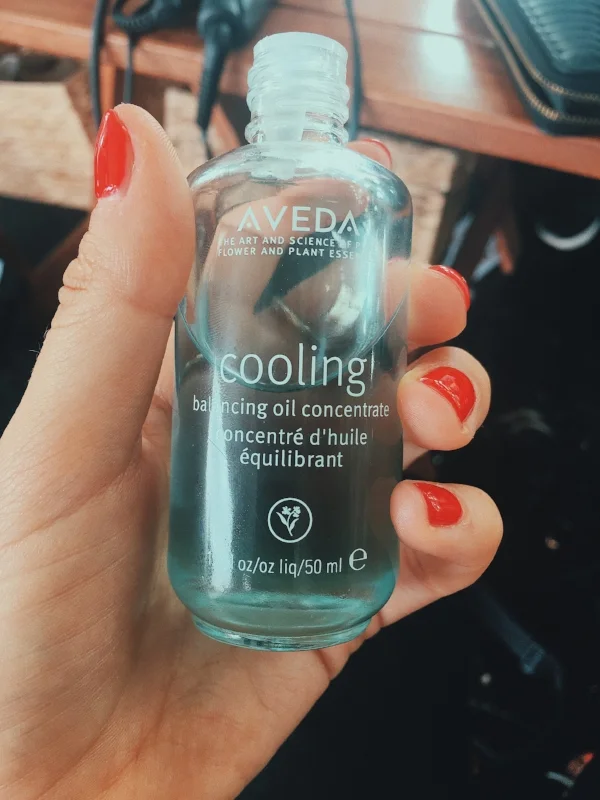 AVEDA
THE ART AND SCIENCE OF
FLOWER AND PLANT
cooling
balancing oil concentrate
concentré d'huile
équilibrant
oz/oz liq/50 ml e